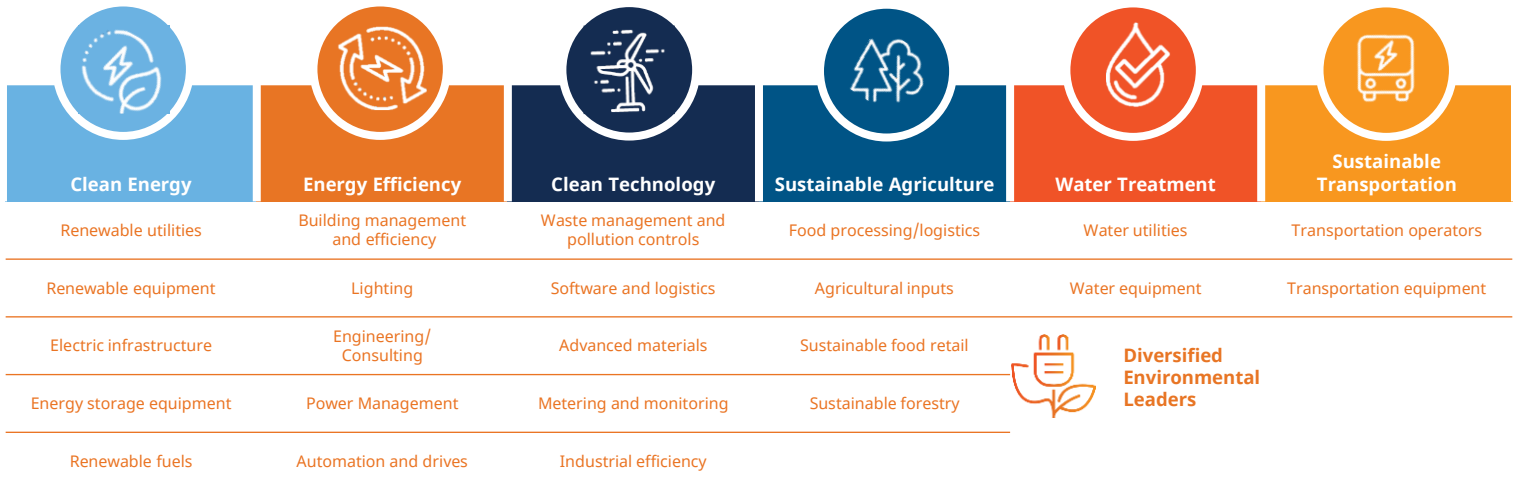 Clean Energy
Energy Efficiency
Clean Technology
Sustainable Agriculture
Water Treatment
Sustainable
Transportation
Renewable utilities
Building management
and efficiency
Waste management and
pollution controls
Food processing/logistics
Water utilities
Transportation operators
Renewable equipment
Lighting
Software and logistics
Agricultural inputs
Water equipment
Transportation equipment
Electric infrastructure
Engineering/
Consulting
Advanced materials
Sustainable food retail
Diversified
Environmental
Leaders
Energy storage equipment
Power Management
Metering and monitoring
Sustainable forestry
Renewable fuels
Automation and drives
Industrial efficiency